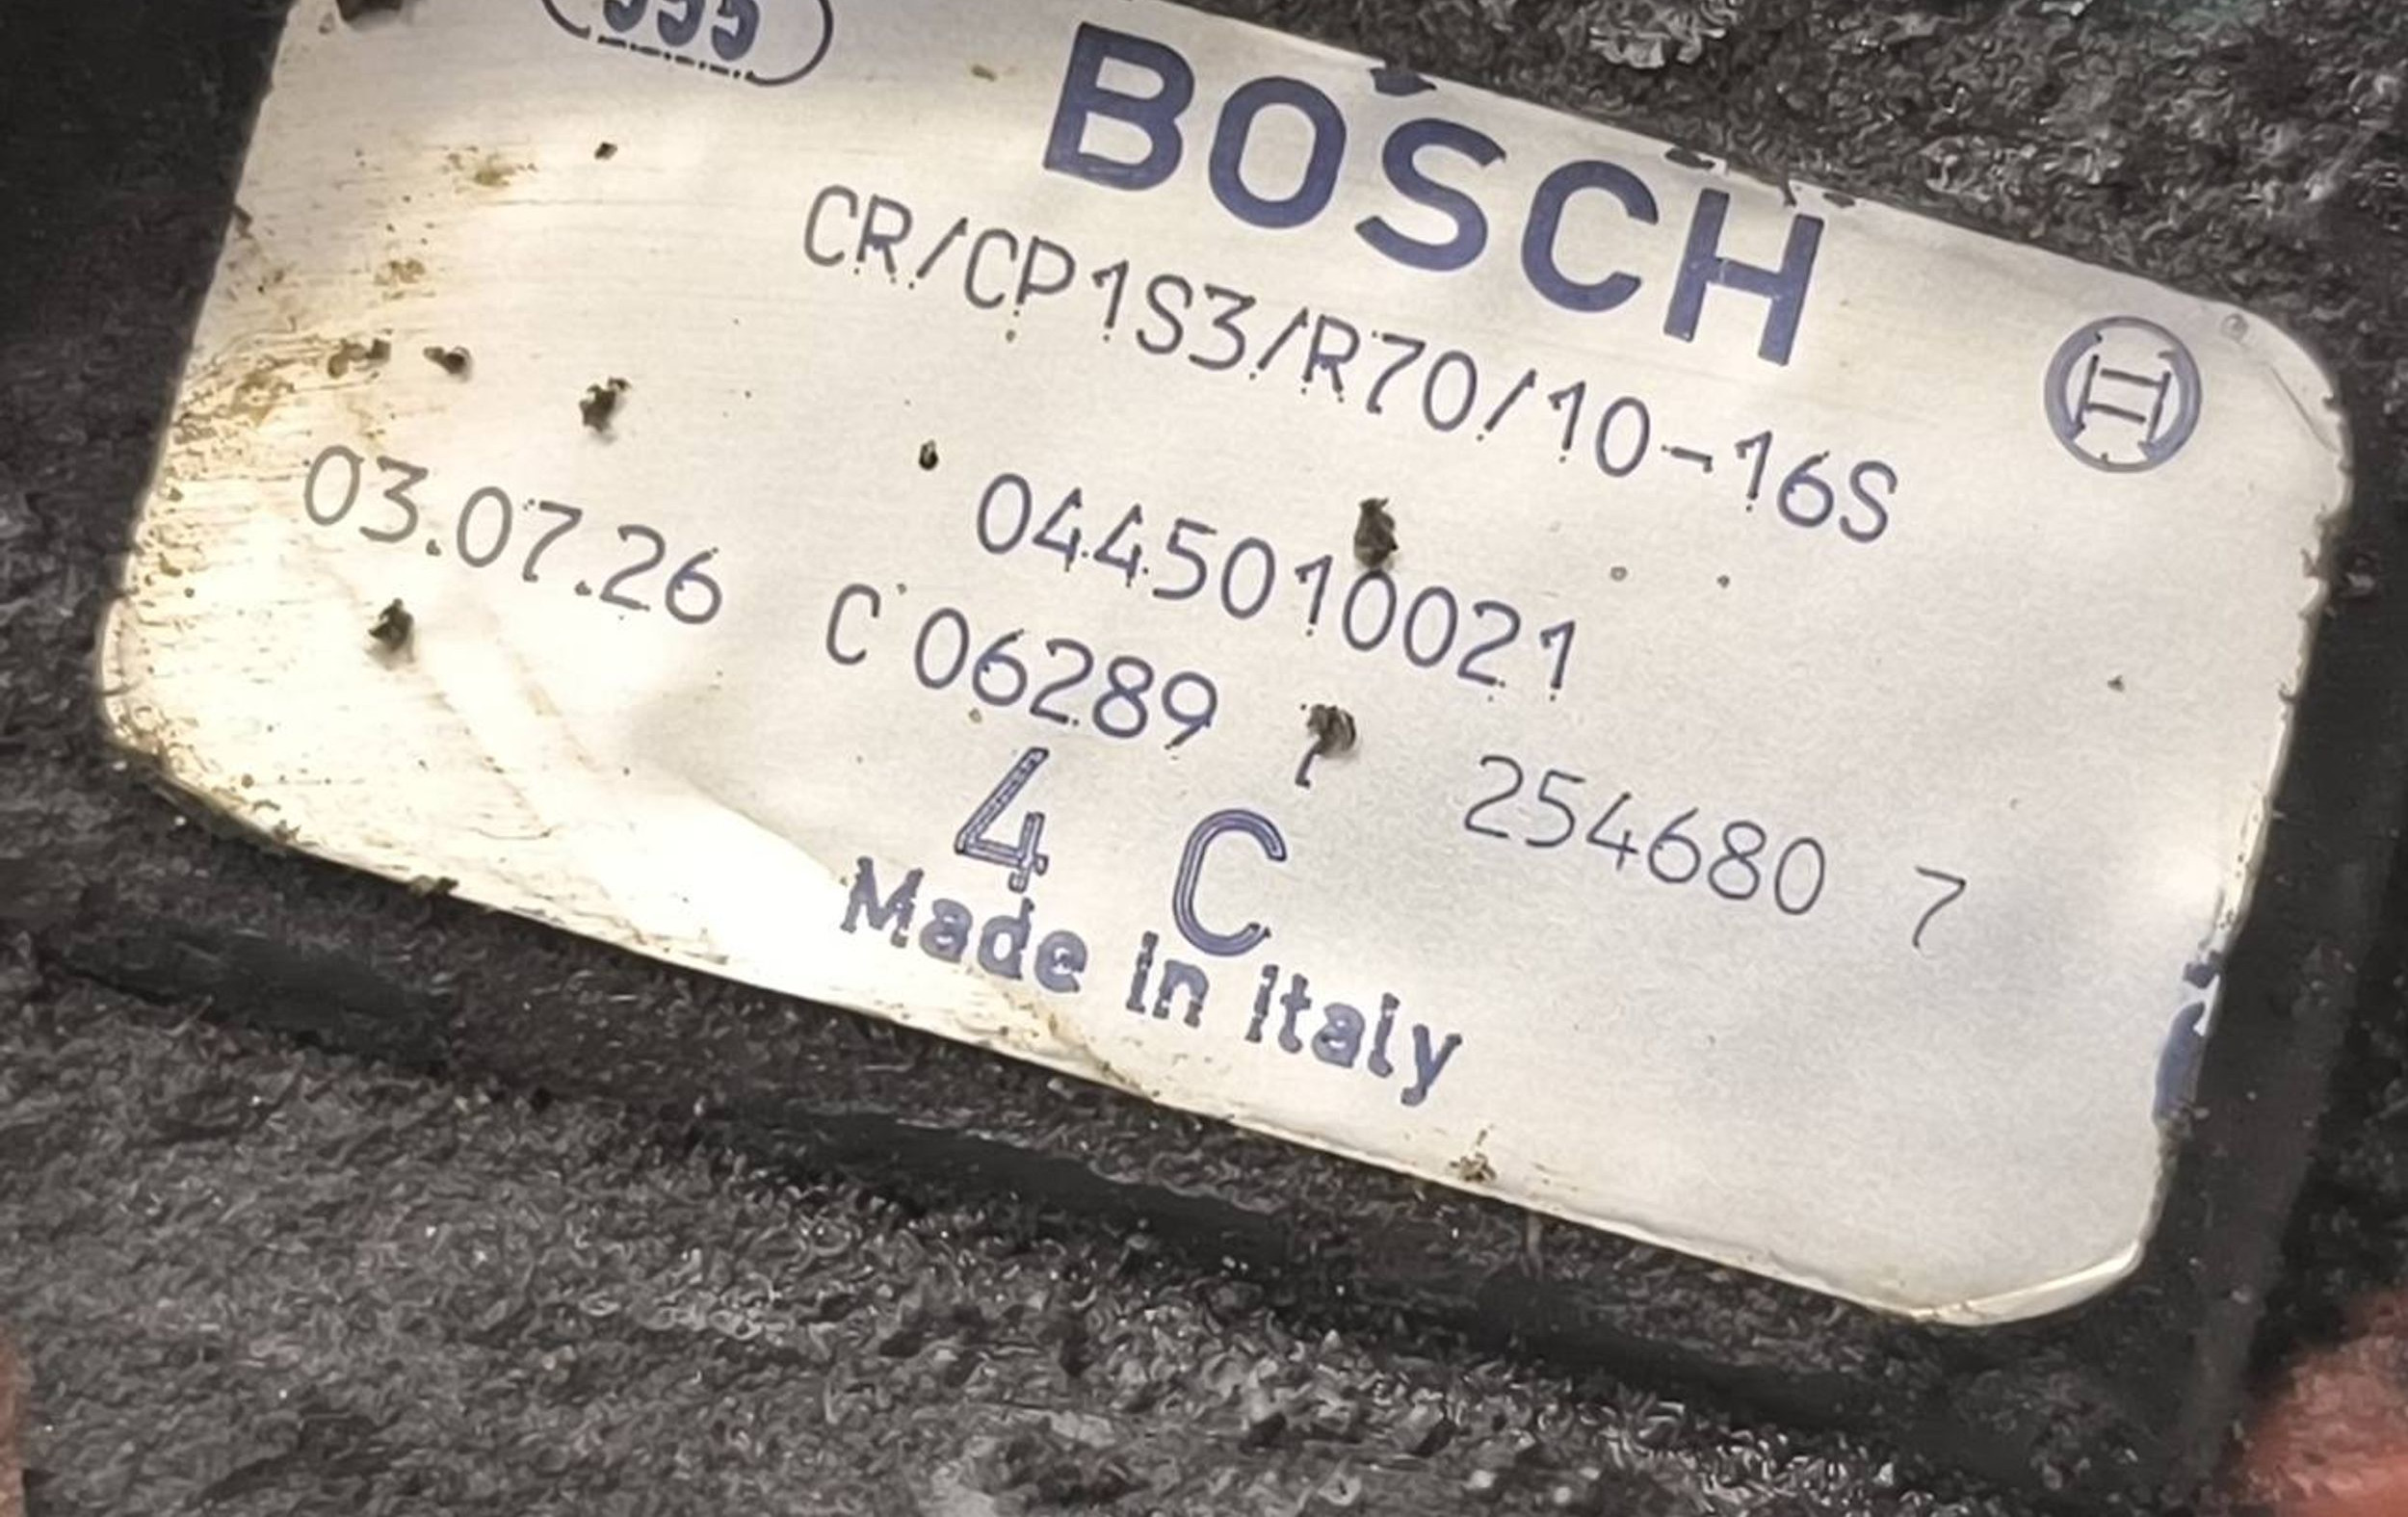 BOSCH
CR/CP1S3/R70/10-16S
0445010021
03.07.26 C 06289 254680 7
4 C
Made in Italy